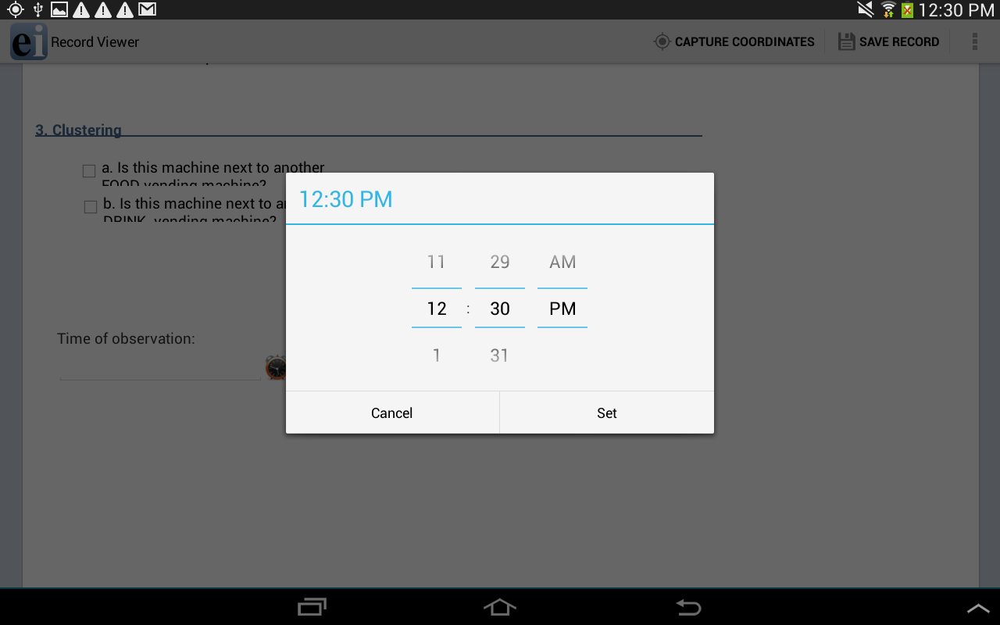 12:30 PM
ei Record Viewer CAPTURE COORDINATES SAVE RECORD
3. Clustering
a. Is this machine next to another
FOOD vending machine?
b. Is this machine next to a
DRINK vending machine?
12:30 PM
11 29 AM
12 : 30 PM
1 31
Time of observation:
Cancel Set